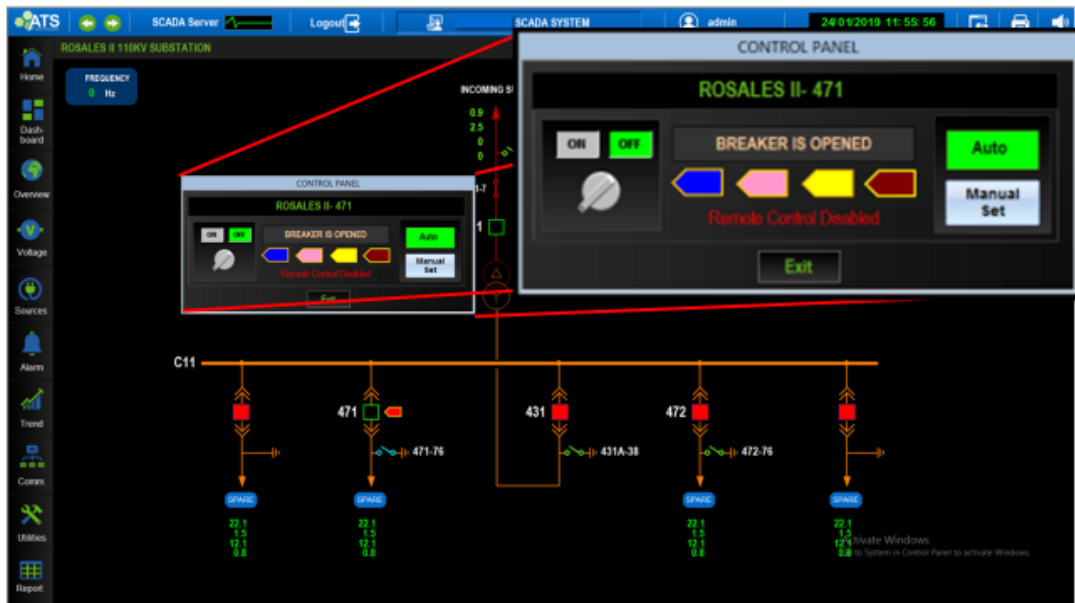 ATS
SCADA Server
Logout
SCADA SYSTEM
admin
24/01/2019 11:55:56
ROSALES II 110KV SUBSTATION
Home
Dash-
board
Overview
Voltage
Sources
Alarm
Trend
Comm.
Utilities
Report
FREQUENCY
0 Hz
INCOMING S
0.9
2.5
0
0
1-7
1
CONTROL PANEL
ROSALES II- 471
ON
OFF
BREAKER IS OPENED
Auto
Remote Control Disabled
Manual
Set
Exit
CONTROL PANEL
ROSALES II- 471
ON
OFF
BREAKER IS OPENED
Auto
Remote Control Disabled
Manual
Set
Exit
C11
471
431
472
471-76
431A-38
472-76
SPARE
22.1
1.5
12.1
0.8
SPARE
22.1
1.5
12.1
0.8
SPARE
22.1
1.5
12.1
0.8
SPARE
22.1
1.5
12.1
0.8
Activate Windows
to System in Control Panel to activate Windows.